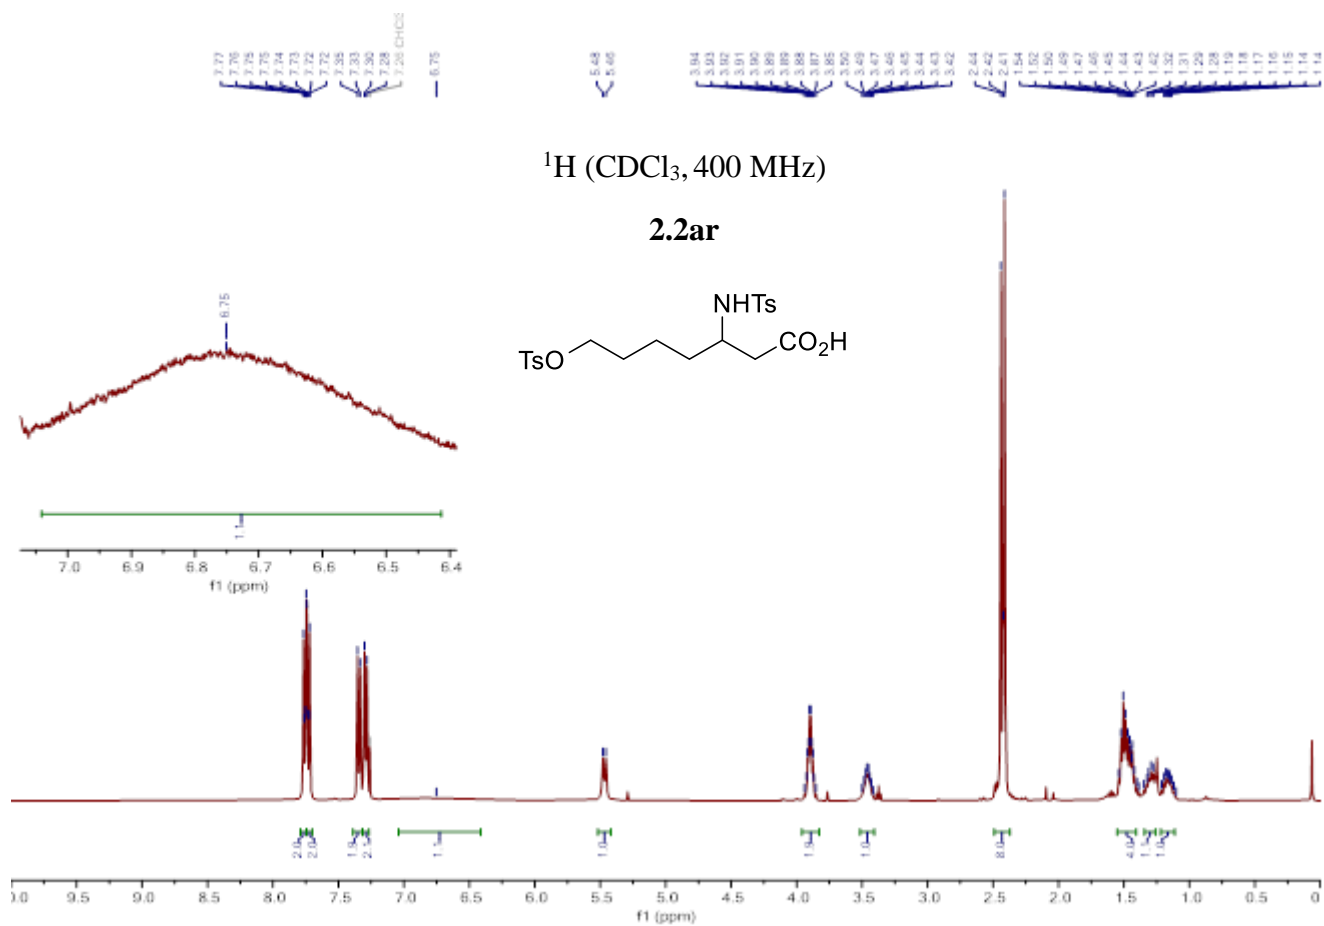 7.77 7.76 7.75 7.75 7.74 7.73 7.72 7.72 7.35 7.33 7.30 7.28 7.26 CHCl3 6.75 5.48 5.46 3.94 3.93 3.92 3.91 3.90 3.89 3.89 3.88 3.87 3.85 3.50 3.49 3.47 3.46 3.45 3.44 3.43 3.42 2.44 2.42 2.41 1.54 1.52 1.50 1.49 1.47 1.46 1.45 1.44 1.43 1.42 1.32 1.31 1.29 1.28 1.19 1.18 1.17 1.16 1.15 1.14 1.14
¹H (CDCl₃, 400 MHz)
2.2ar
NHTs
TsO
CO₂H
6.75
1.1
7.0 6.9 6.8 6.7 6.6 6.5 6.4
f1 (ppm)
2.0 2.0 1.9 2.1 1.1 1.0 1.9 1.0 8.0 4.0 1.0
9.5 9.0 8.5 8.0 7.5 7.0 6.5 6.0 5.5 5.0 4.5 4.0 3.5 3.0 2.5 2.0 1.5 1.0 0.5
f1 (ppm)